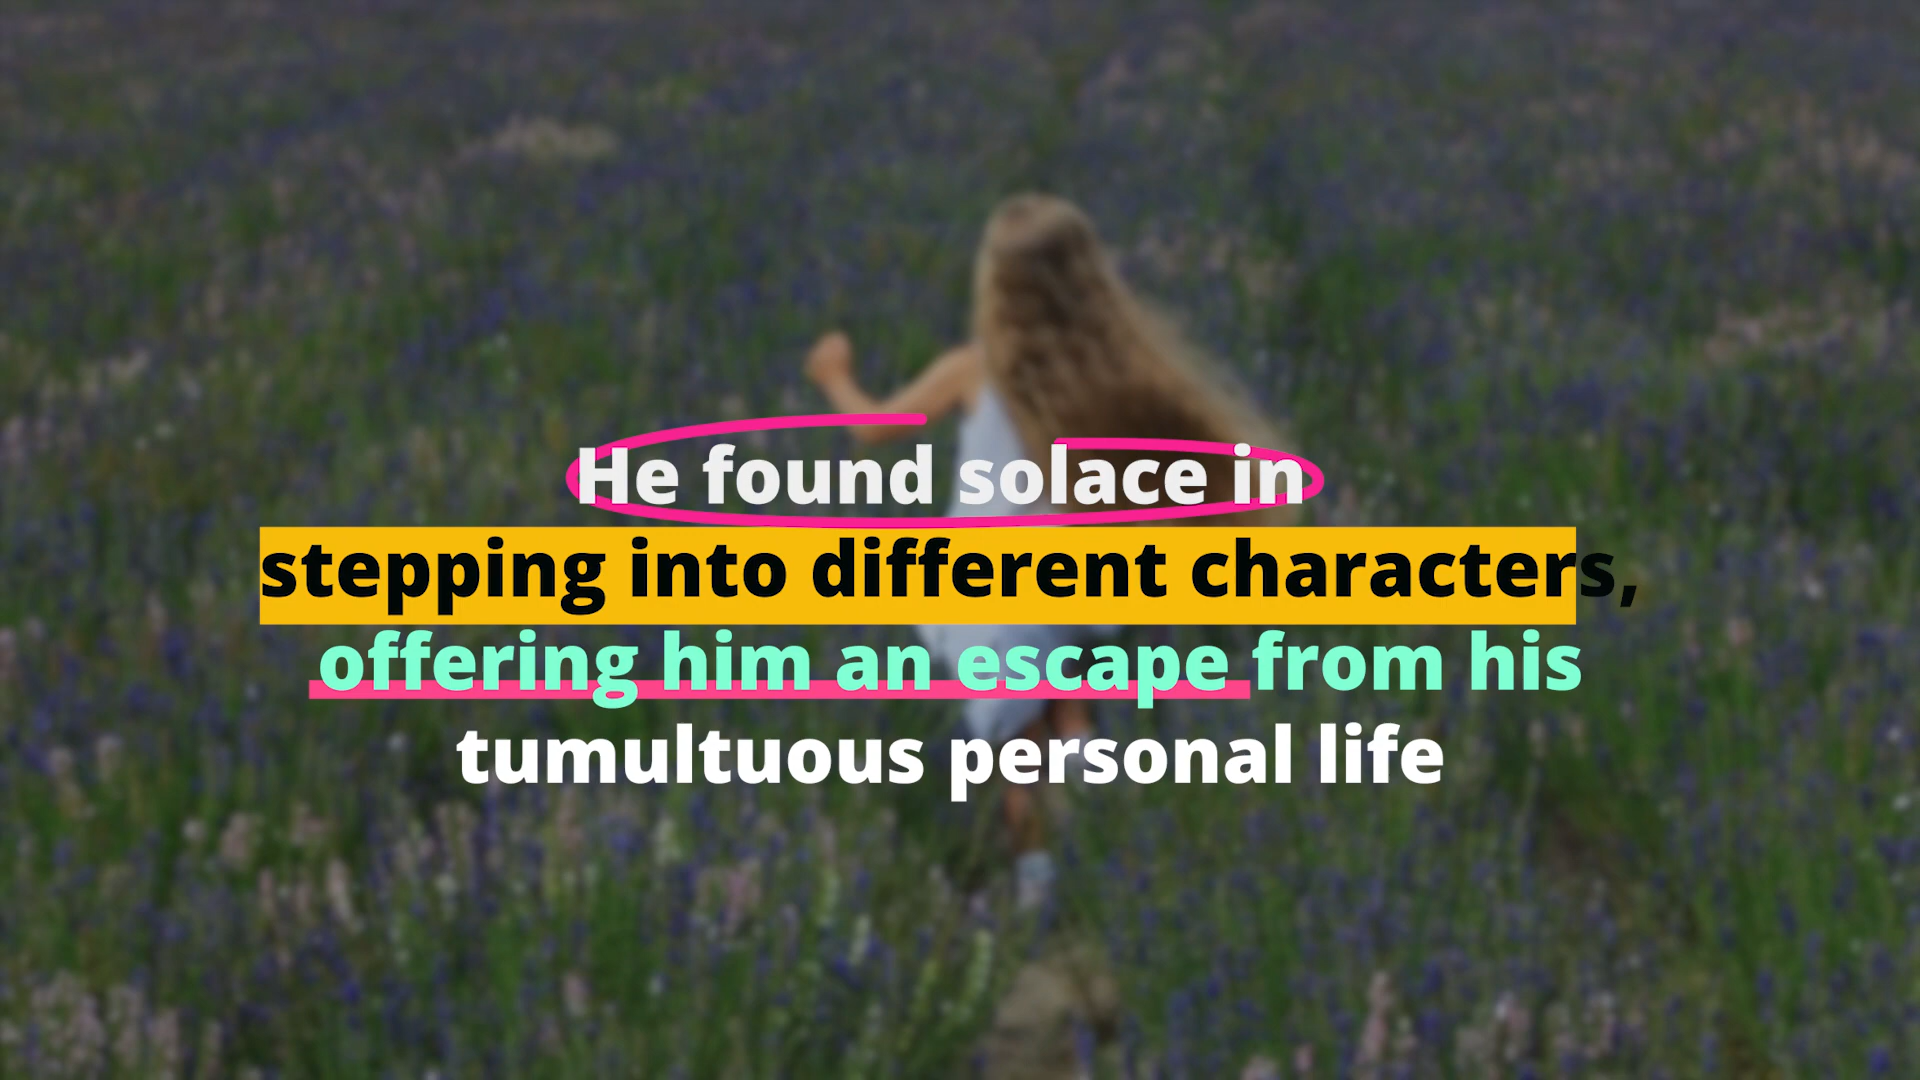 He found solace in
stepping into different characters,
offering him an escape from his
tumultuous personal life